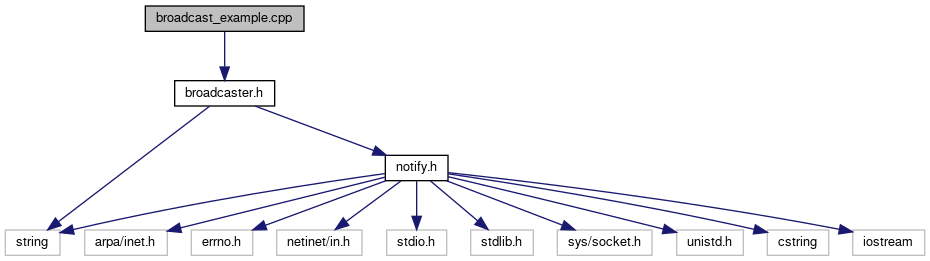 broadcast_example.cpp
broadcaster.h
notify.h
string
arpa/inet.h
errno.h
netinet/in.h
stdio.h
stdlib.h
sys/socket.h
unistd.h
cstring
iostream